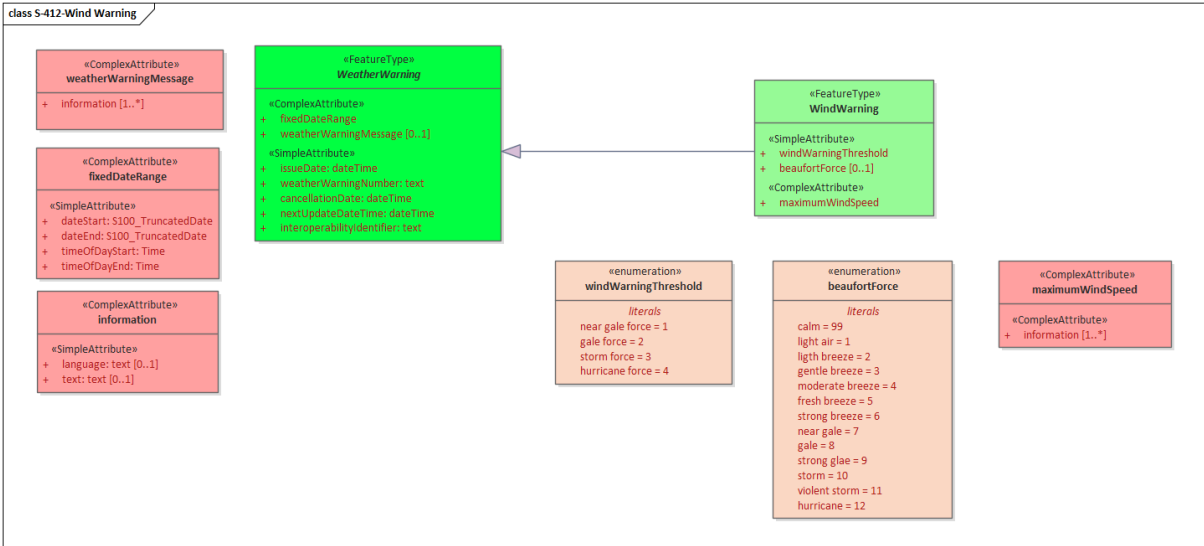 class S-412-Wind Warning
«ComplexAttribute»
weatherWarningMessage
+ information [1..*]
«ComplexAttribute»
fixedDateRange
«SimpleAttribute»
+ dateStart: S100_TruncatedDate
+ dateEnd: S100_TruncatedDate
+ timeOfDayStart: Time
+ timeOfDayEnd: Time
«ComplexAttribute»
information
«SimpleAttribute»
+ language: text [0..1]
+ text: text [0..1]
«FeatureType»
WeatherWarning
«ComplexAttribute»
+ fixedDateRange
+ weatherWarningMessage [0..1]
«SimpleAttribute»
+ issueDate: dateTime
+ weatherWarningNumber: text
+ cancellationDate: dateTime
+ nextUpdateDateTime: dateTime
+ interoperabilityIdentifier: text
«FeatureType»
WindWarning
«SimpleAttribute»
+ windWarningThreshold
+ beaufortForce [0..1]
«ComplexAttribute»
+ maximumWindSpeed
«enumeration»
windWarningThreshold
literals
near gale force = 1
gale force = 2
storm force = 3
hurricane force = 4
«enumeration»
beaufortForce
literals
calm = 99
light air = 1
ligth breeze = 2
gentle breeze = 3
moderate breeze = 4
fresh breeze = 5
strong breeze = 6
near gale = 7
gale = 8
strong glae = 9
storm = 10
violent storm = 11
hurricane = 12
«ComplexAttribute»
maximumWindSpeed
«ComplexAttribute»
+ information [1..*]